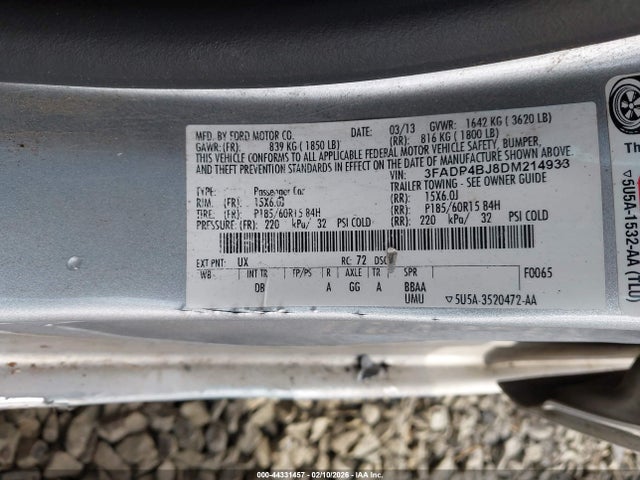 MFD. BY FORD MOTOR CO.
DATE: 03/13 GVWR: 1642 KG ( 3620 LB)
GAWR:(FR): 839 KG ( 1850 LB) (RR): 816 KG ( 1800 LB)
THIS VEHICLE CONFORMS TO ALL APPLICABLE FEDERAL MOTOR VEHICLE SAFETY, BUMPER,
AND THEFT PREVENTION STANDARDS IN EFFECT ON THE DATE OF MANUFACTURE SHOWN ABOVE
VIN: 3FADP4BJ8DM214933
TYPE: Passenger Car TRAILER TOWING - SEE OWNER GUIDE
RIM: (FR): 15X6.0J (RR): 15X6.0J
TIRE: (FR): P185/60R15 84H (RR): P185/60R15 84H
PRESSURE: (FR): 220 kPa/ 32 PSI COLD (RR): 220 kPa/ 32 PSI COLD
EXT PNT: UX RC: 72 DSO:
WB INT TR TP/PS R AXLE TR SPR F0065
DB A GG A BBAA
UMU ▽5U5A-3520472-AA
▽5U5A-1532-AA (TLU)
000-44331457 - 02/10/2026 - IAA Inc.